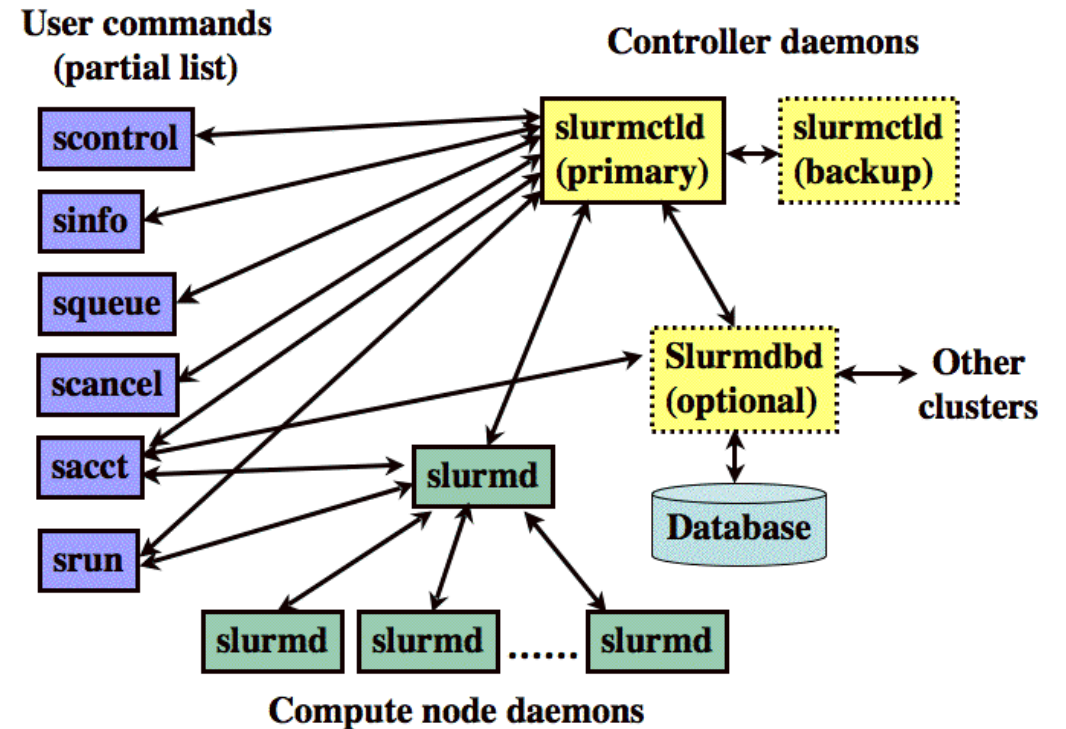 User commands
(partial list)
Controller daemons
scontrol
sinfo
squeue
scancel
sacct
srun
slurmctld
(primary)
slurmctld
(backup)
Slurmdbd
(optional)
Other
clusters
Database
slurmd
slurmd
slurmd
......
slurmd
Compute node daemons